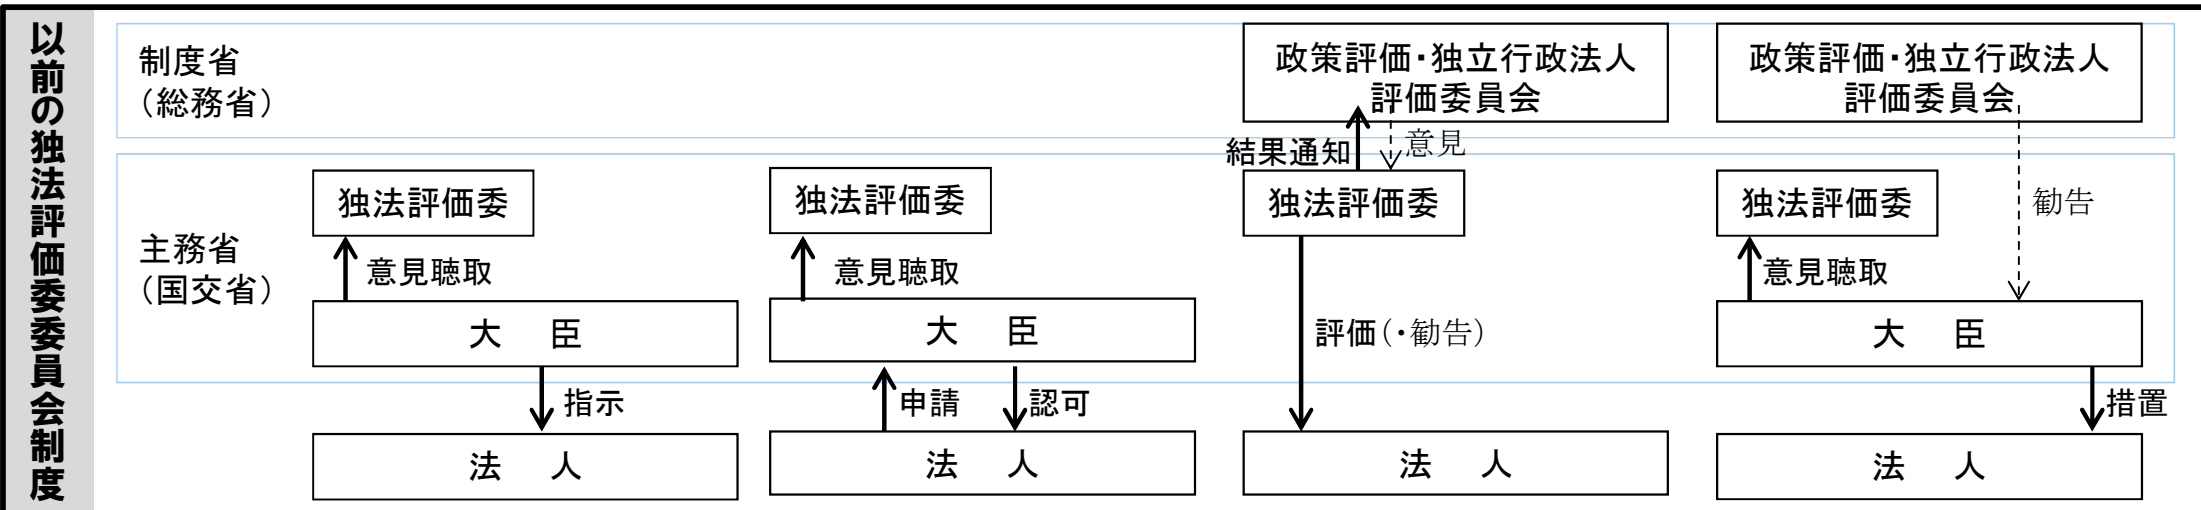 以前の独法評価委委員会制度
制度省
（総務省）
政策評価・独立行政法人
評価委員会
政策評価・独立行政法人
評価委員会
結果通知
意見
主務省
（国交省）
独法評価委
意見聴取
大　臣
指示
法　人
独法評価委
意見聴取
大　臣
申請
認可
法　人
独法評価委
評価（・勧告）
法　人
独法評価委
勧告
意見聴取
大　臣
措置
法　人